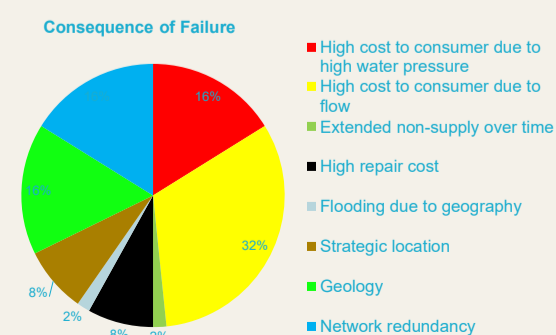 Consequence of Failure
16%
32%
2%
8%
2%
8%
16%
High cost to consumer due to
high water pressure
High cost to consumer due to
flow
Extended non-supply over time
High repair cost
Flooding due to geography
Strategic location
Geology
Network redundancy